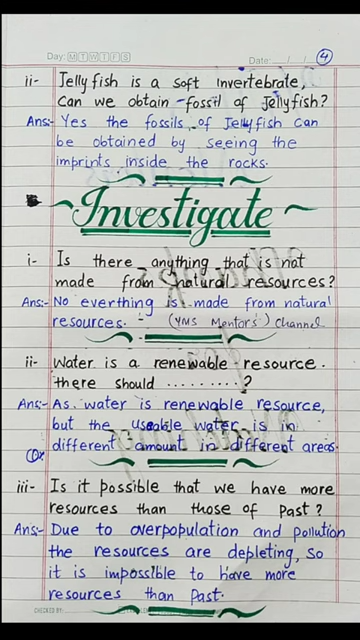 Day: M T W T F S
Date: / /
4
ii- Jellyfish is a soft invertebrate,
Can we obtain fossil of Jellyfish?
Ans:- Yes the fossils of Jellyfish can
be obtained by seeing the
imprints inside the rocks.
Investigate
i- Is there anything that is not
made from natural resources?
Ans:- No everthing is made from natural
resources. (YMS Mentor's) Channel
ii- Water is a renewable resource.
there should .......... ?
Ans:- As water is renewable resource,
but the useable water is in
different amount in different areas.
iii- Is it possible that we have more
resources than those of past?
Ans:- Due to overpopulation and pollution
the resources are depleting, so
it is impossible to have more
resources than Past.
CHECKED BY: